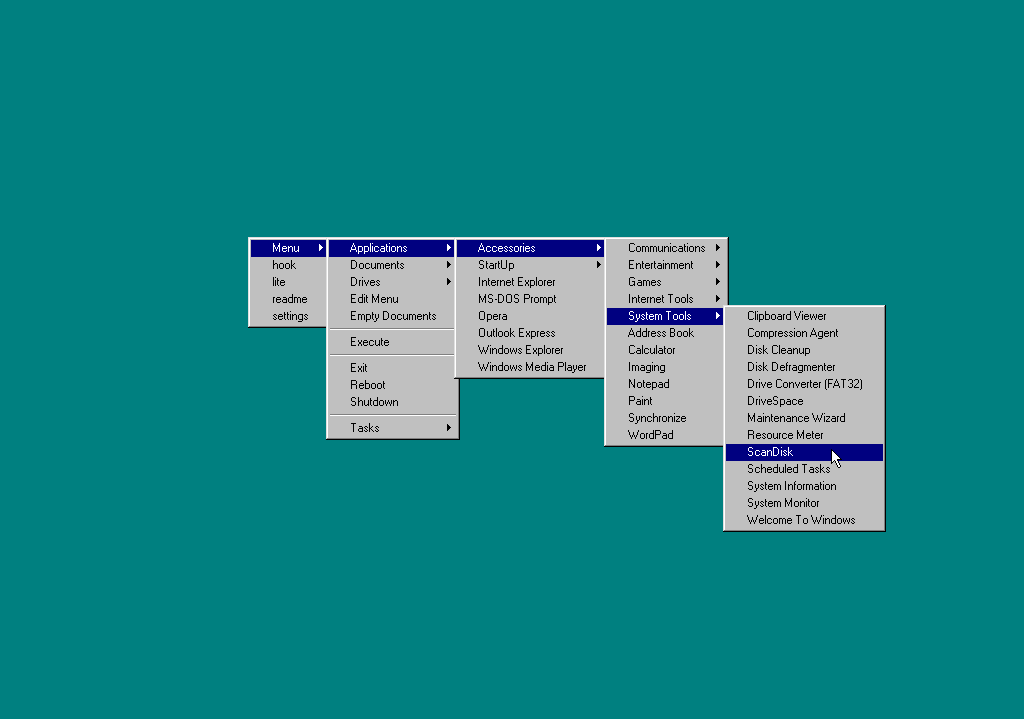 Menu
hook
lite
readme
settings
Applications
Documents
Drives
Edit Menu
Empty Documents
Execute
Exit
Reboot
Shutdown
Tasks
Accessories
StartUp
Internet Explorer
MS-DOS Prompt
Opera
Outlook Express
Windows Explorer
Windows Media Player
Communications
Entertainment
Games
Internet Tools
System Tools
Address Book
Calculator
Imaging
Notepad
Paint
Synchronize
WordPad
Clipboard Viewer
Compression Agent
Disk Cleanup
Disk Defragmenter
Drive Converter (FAT32)
DriveSpace
Maintenance Wizard
Resource Meter
ScanDisk
Scheduled Tasks
System Information
System Monitor
Welcome To Windows